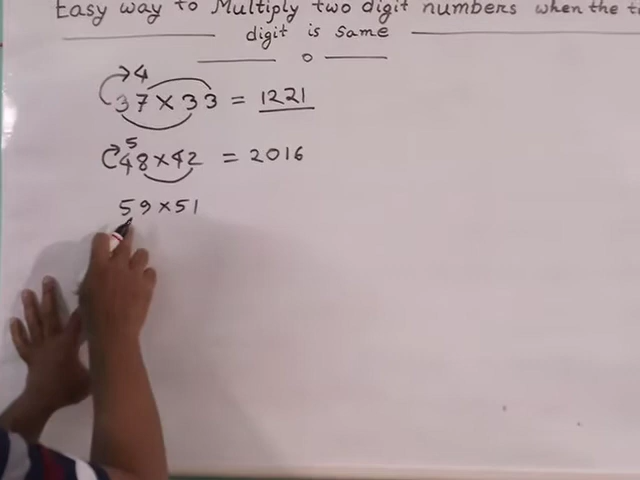 Easy way to Multiply two digit numbers when the
digit is same
4
37 × 33 = 1221
5
48 × 42 = 2016
59 × 51